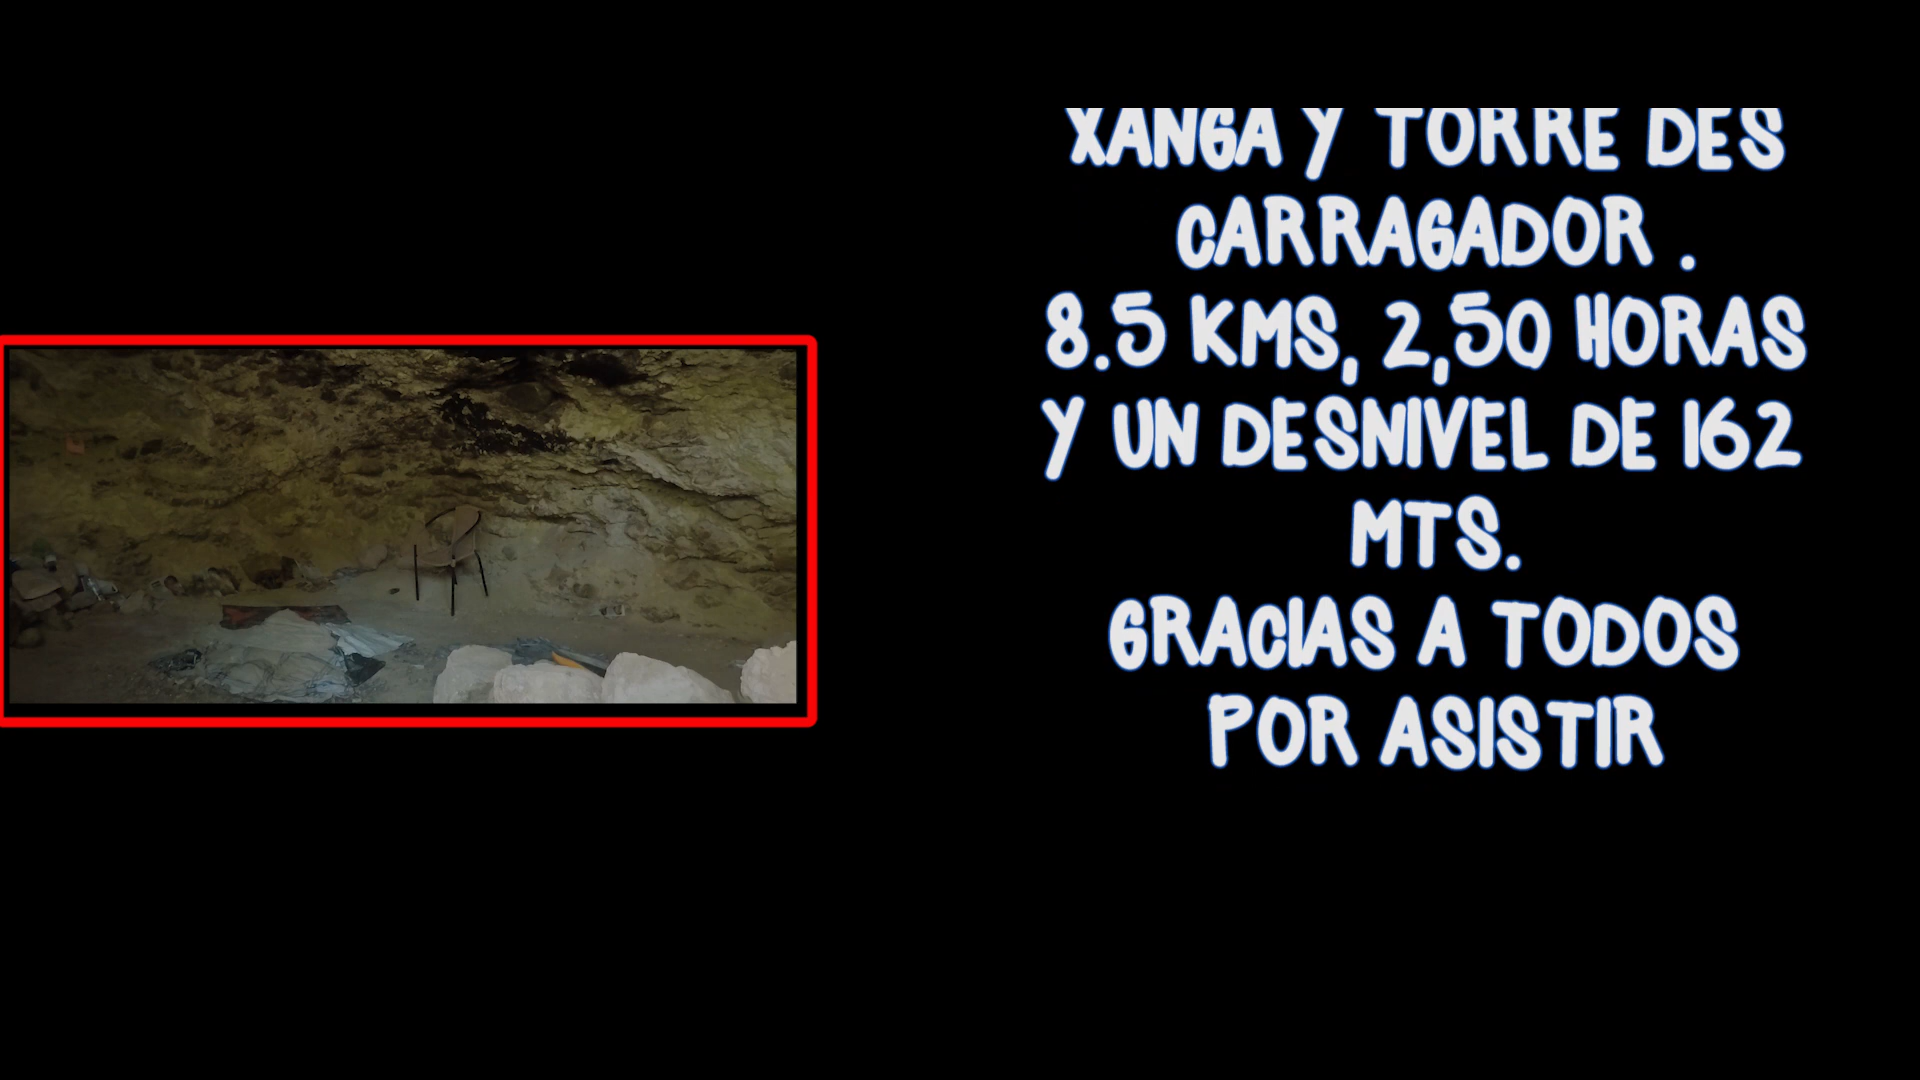 XANGA Y TORRE DES
CARRAGADOR .
8.5 KMS, 2,50 HORAS
Y UN DESNIVEL DE 162
MTS.
GRACIAS A TODOS
POR ASISTIR